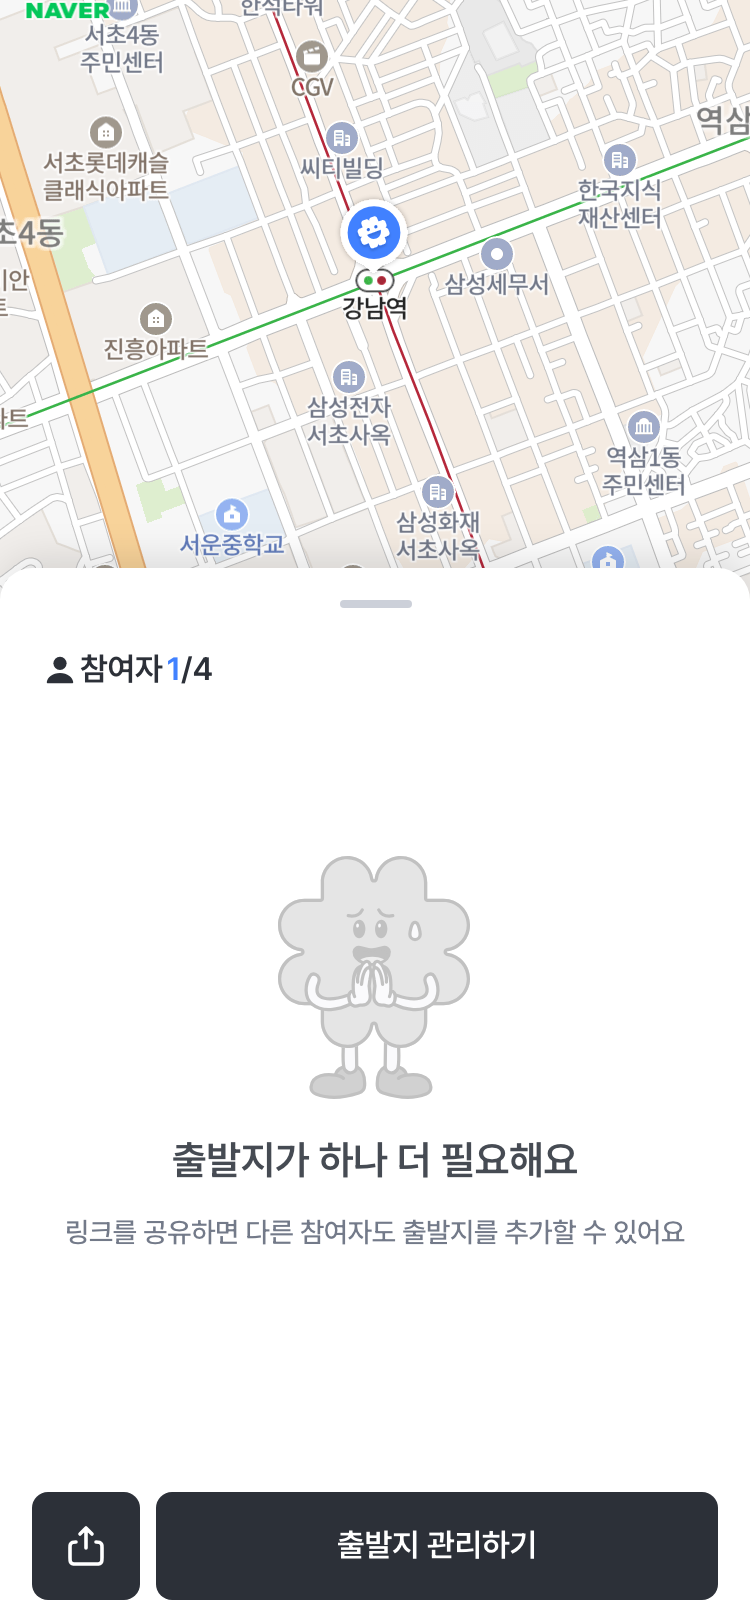 NAVER
한석타워
서초4동
주민센터
CGV
역삼
서초롯데캐슬
클래식아파트
씨티빌딩
한국지식
재산센터
초4동
삼성세무서
강남역
진흥아파트
삼성전자
서초사옥
역삼1동
주민센터
삼성화재
서초사옥
서운중학교
참여자 1/4
출발지가 하나 더 필요해요
링크를 공유하면 다른 참여자도 출발지를 추가할 수 있어요
출발지 관리하기